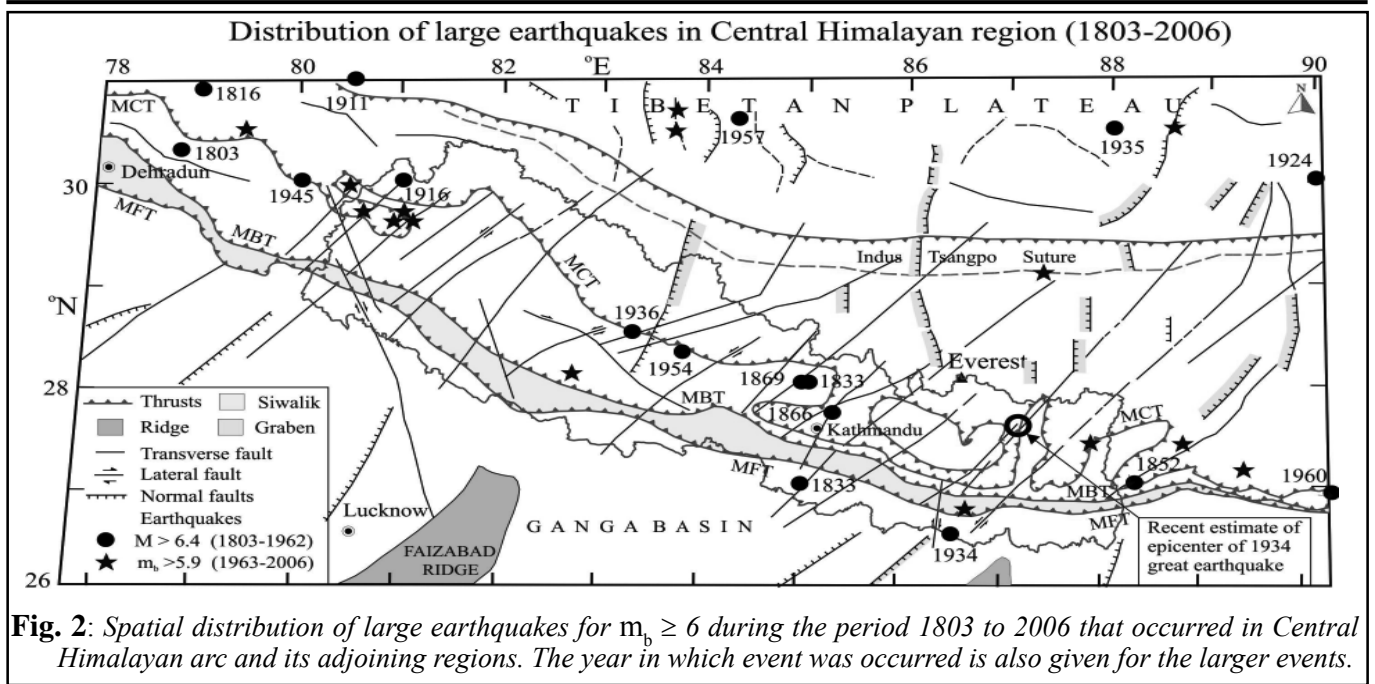 Distribution of large earthquakes in Central Himalayan region (1803-2006)
78 80 82 °E 84 86 88 90
N
MCT 1816 1911 T I B E T A N P L A T E A U
1957
1935
1803
1924
Dehradun
30
1945 1916
MFT
MBT
MCT
Indus Tsangpo Suture
°N
1936
1954
Everest
28
1869 1833
MBT
1866
Kathmandu
MCT
MFT
1852
1833
MBT
1960
MFT
1934
Thrusts Siwalik
Ridge Graben
Transverse fault
Lateral fault
Normal faults
Earthquakes
M > 6.4 (1803-1962)
mb >5.9 (1963-2006)
Lucknow
GANGA BASIN
FAIZABAD
RIDGE
Recent estimate of
epicenter of 1934
great earthquake
26
Fig. 2: Spatial distribution of large earthquakes for mb ≥ 6 during the period 1803 to 2006 that occurred in Central
Himalayan arc and its adjoining regions. The year in which event was occurred is also given for the larger events.